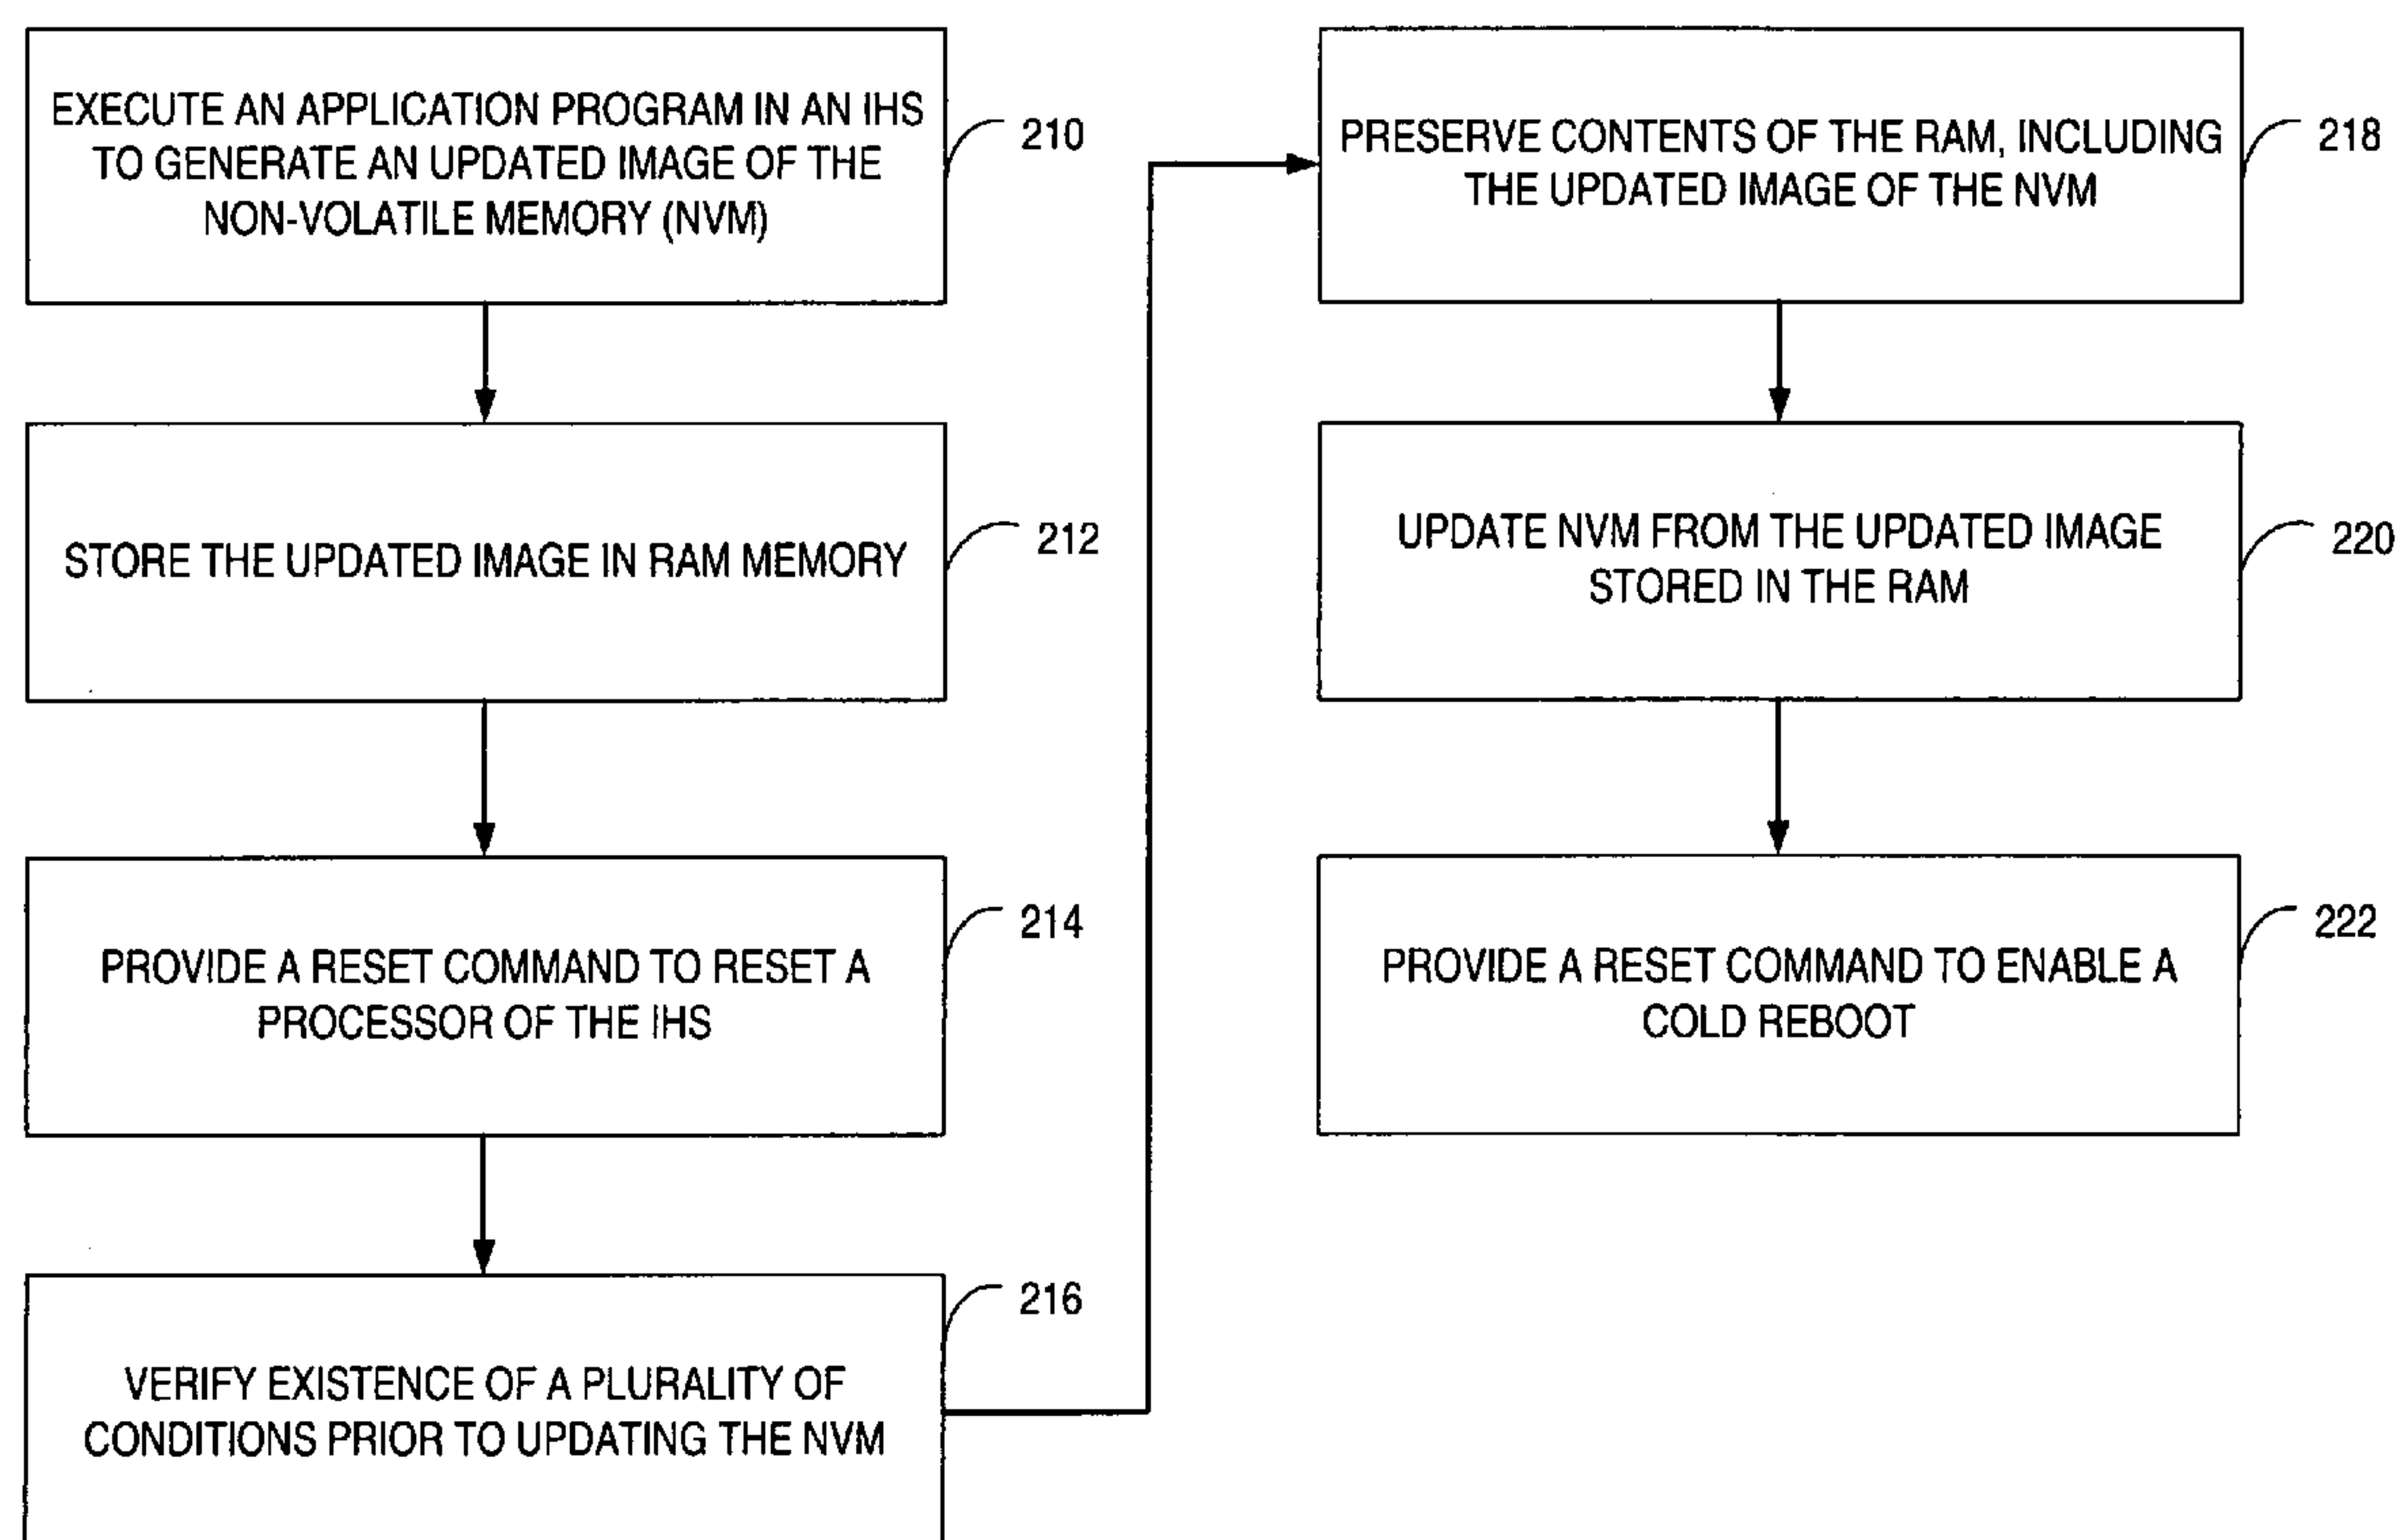 EXECUTE AN APPLICATION PROGRAM IN AN IHS
TO GENERATE AN UPDATED IMAGE OF THE
NON-VOLATILE MEMORY (NVM)
210
STORE THE UPDATED IMAGE IN RAM MEMORY
212
PROVIDE A RESET COMMAND TO RESET A
PROCESSOR OF THE IHS
214
VERIFY EXISTENCE OF A PLURALITY OF
CONDITIONS PRIOR TO UPDATING THE NVM
216
PRESERVE CONTENTS OF THE RAM, INCLUDING
THE UPDATED IMAGE OF THE NVM
218
UPDATE NVM FROM THE UPDATED IMAGE
STORED IN THE RAM
220
PROVIDE A RESET COMMAND TO ENABLE A
COLD REBOOT
222